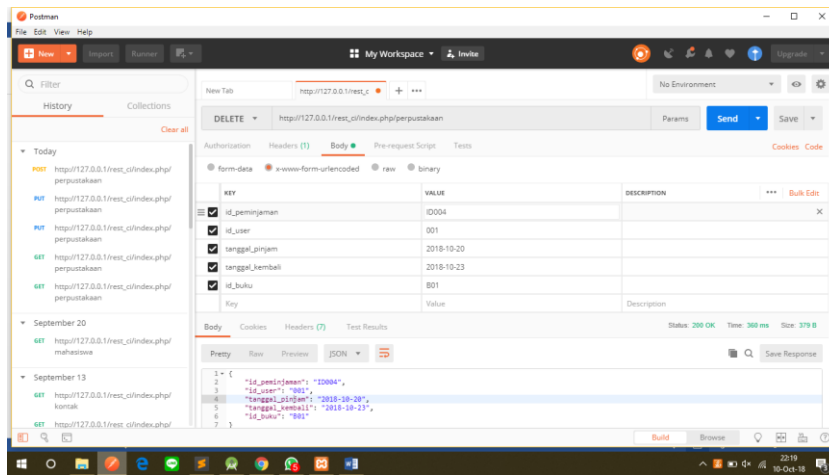 Postman
File Edit View Help
New Import Runner My Workspace Invite Upgrade
Filter
History Collections
Clear all
Today
POST http://127.0.0.1/rest_ci/index.php/
perpustakaan
PUT http://127.0.0.1/rest_ci/index.php/
perpustakaan
PUT http://127.0.0.1/rest_ci/index.php/
perpustakaan
GET http://127.0.0.1/rest_ci/index.php/
perpustakaan
GET http://127.0.0.1/rest_ci/index.php/
perpustakaan
September 20
GET http://127.0.0.1/rest_ci/index.php/
mahasiswa
September 13
GET http://127.0.0.1/rest_ci/index.php/
kontak
GET http://127.0.0.1/rest_ci/index.php/
New Tab http://127.0.0.1/rest_c No Environment
DELETE http://127.0.0.1/rest_ci/index.php/perpustakaan Params Send Save
Authorization Headers (1) Body Pre-request Script Tests Cookies Code
form-data x-www-form-urlencoded raw binary
KEY VALUE DESCRIPTION Bulk Edit
id_peminjaman ID004
id_user 001
tanggal_pinjam 2018-10-20
tanggal_kembali 2018-10-23
id_buku B01
Key Value Description
Body Cookies Headers (7) Test Results Status: 200 OK Time: 360 ms Size: 379 B
Pretty Raw Preview JSON Save Response
1 {
2 "id_peminjaman": "ID004",
3 "id_user": "001",
4 "tanggal_pinjam": "2018-10-20",
5 "tanggal_kembali": "2018-10-23",
6 "id_buku": "B01"
7 }
Build Browse
22:19
10-Oct-18